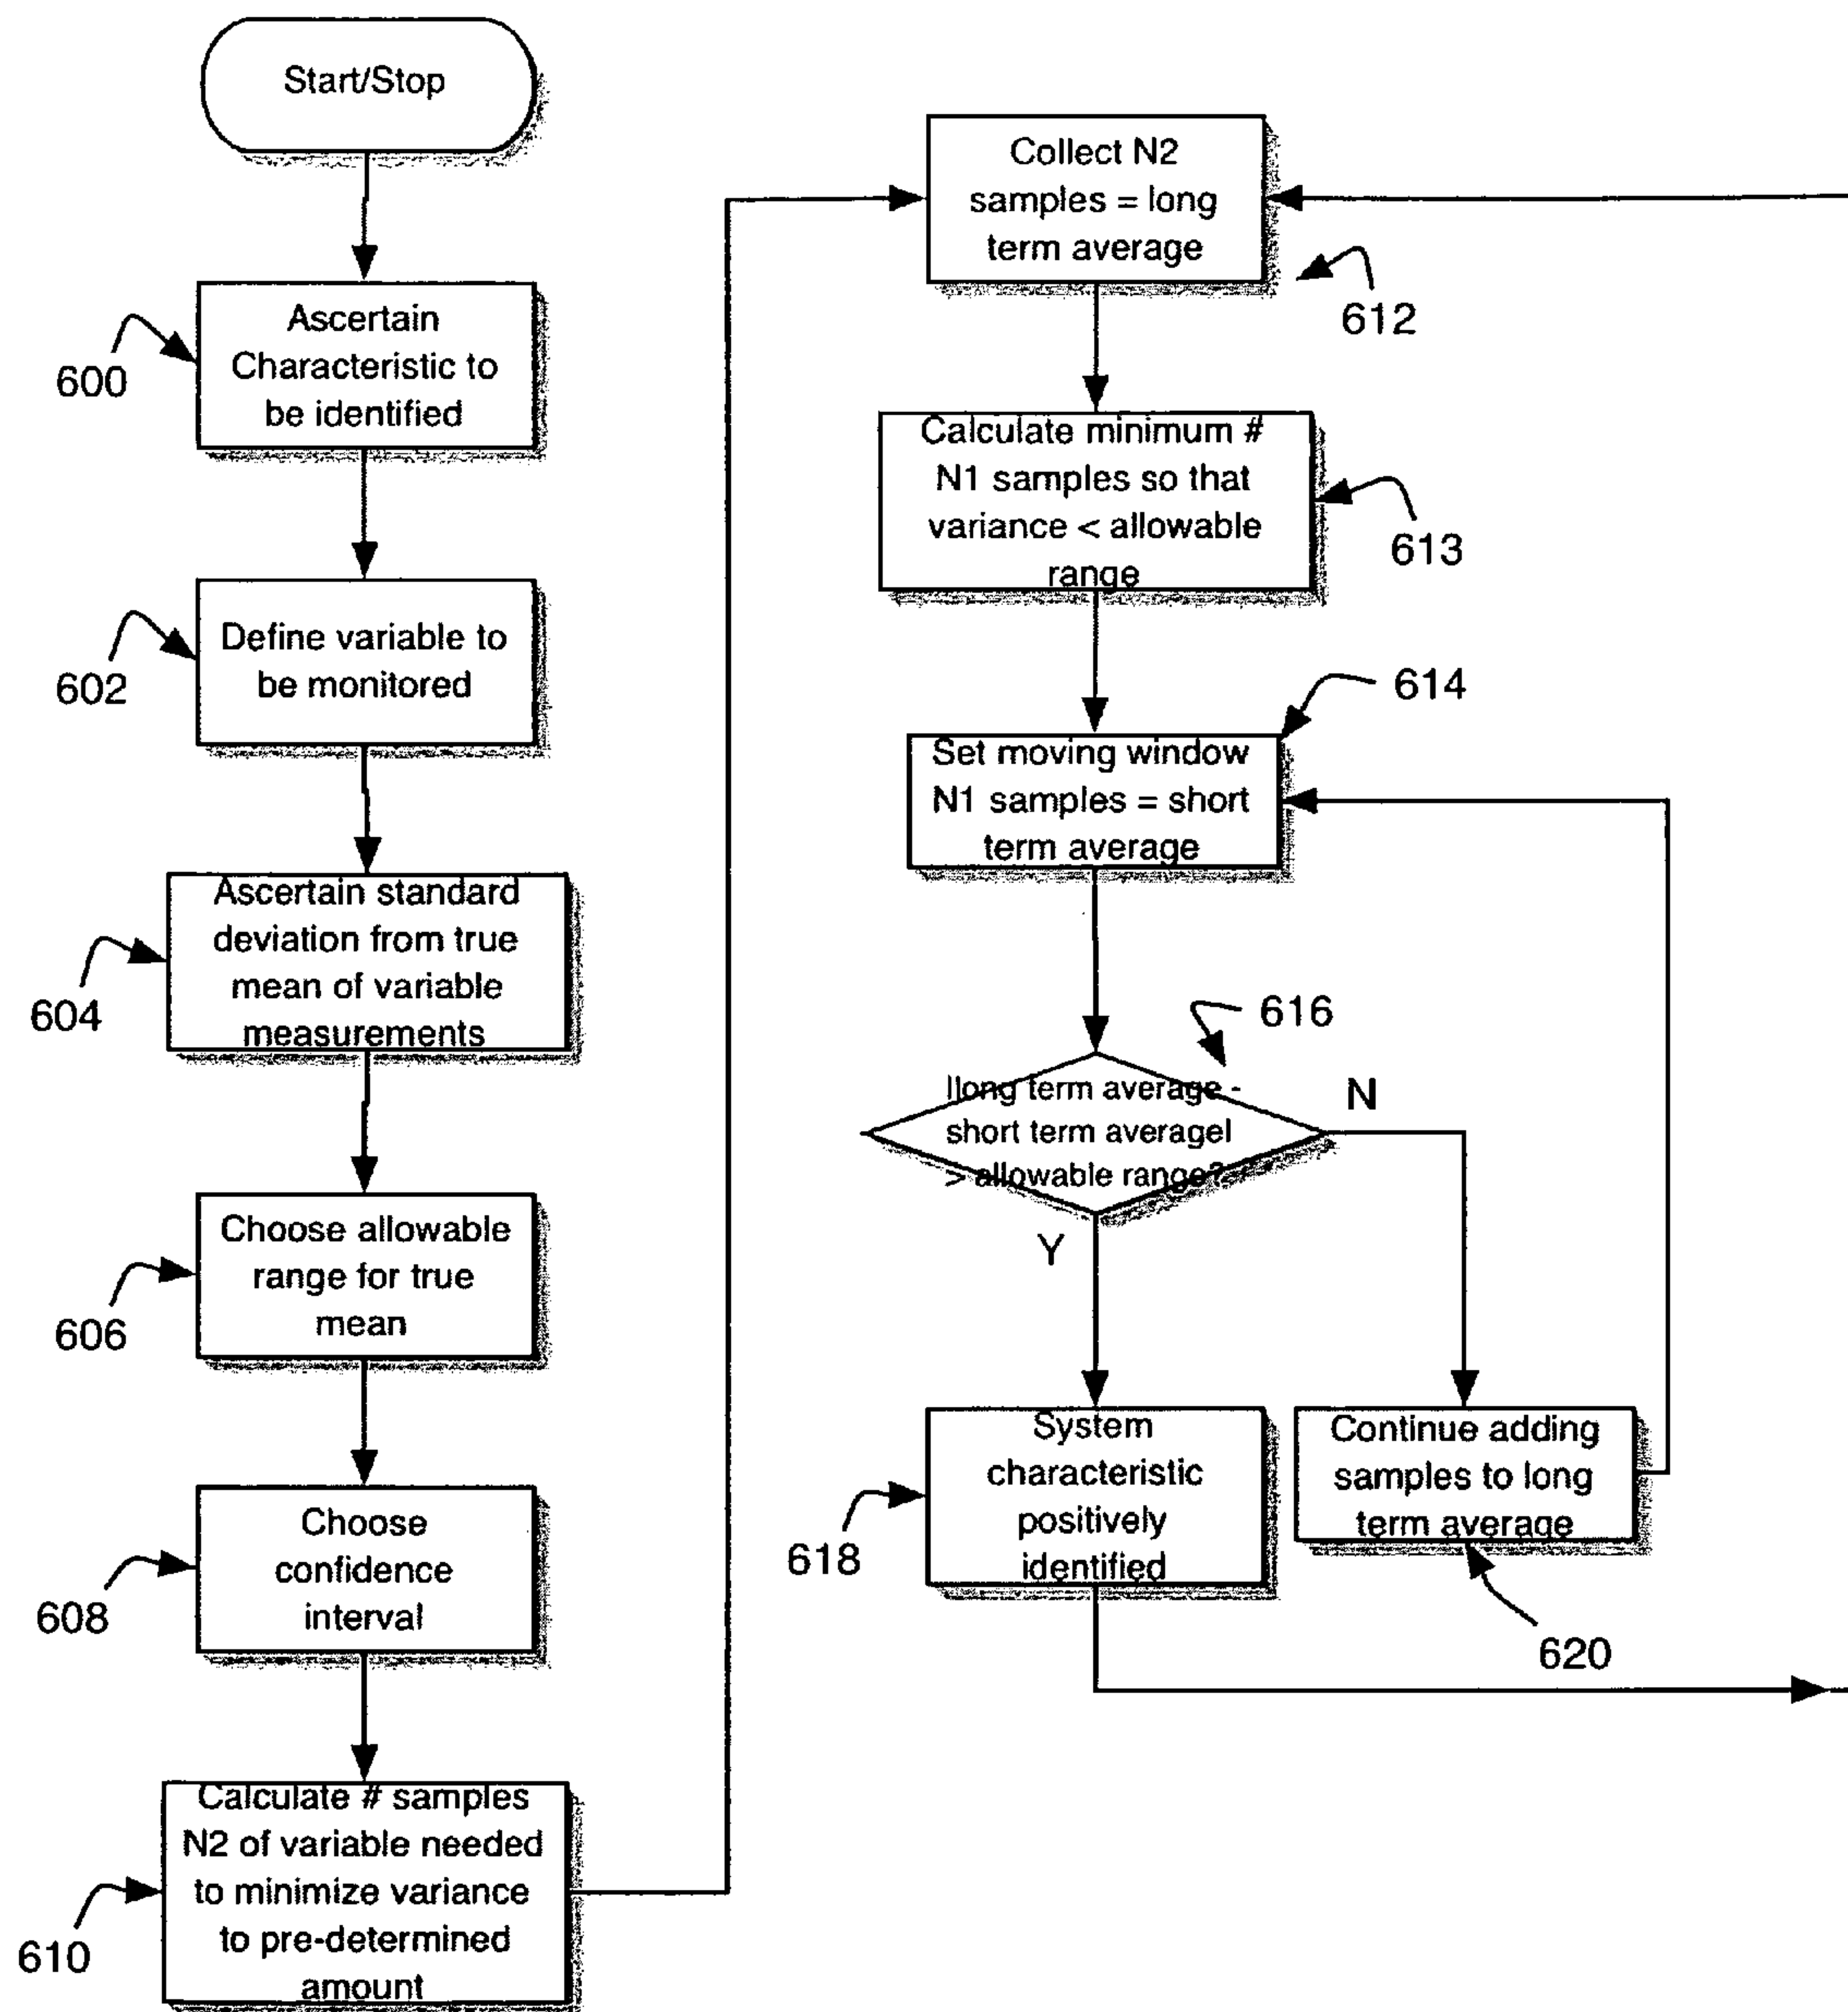 Start/Stop
Ascertain
Characteristic to
be identified
600
Define variable to
be monitored
602
Ascertain standard
deviation from true
mean of variable
measurements
604
Choose allowable
range for true
mean
606
Choose
confidence
interval
608
Calculate # samples
N2 of variable needed
to minimize variance
to pre-determined
amount
610
Collect N2
samples = long
term average
612
Calculate minimum #
N1 samples so that
variance < allowable
range
613
Set moving window
N1 samples = short
term average
614
|long term average -
short term average|
> allowable range?
616
N
Y
System
characteristic
positively
identified
618
Continue adding
samples to long
term average
620